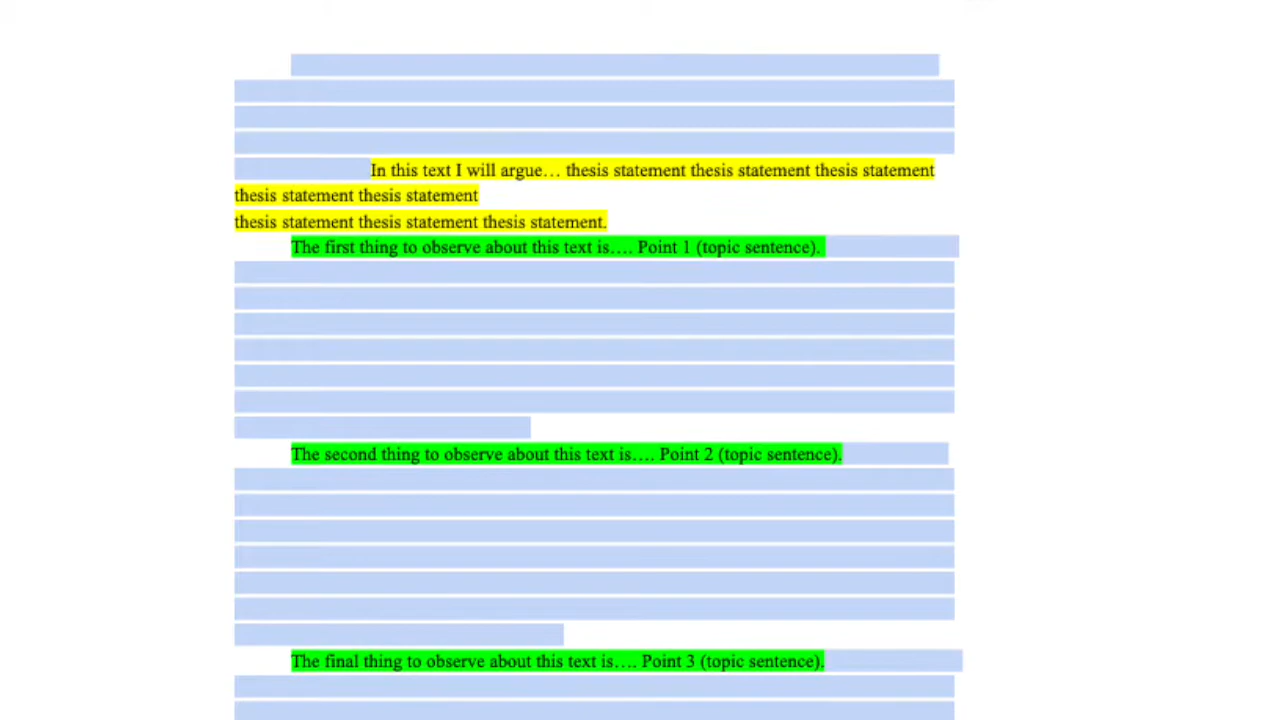 In this text I will argue… thesis statement thesis statement thesis statement
thesis statement thesis statement
thesis statement thesis statement thesis statement.
The first thing to observe about this text is…. Point 1 (topic sentence).
The second thing to observe about this text is…. Point 2 (topic sentence).
The final thing to observe about this text is…. Point 3 (topic sentence).